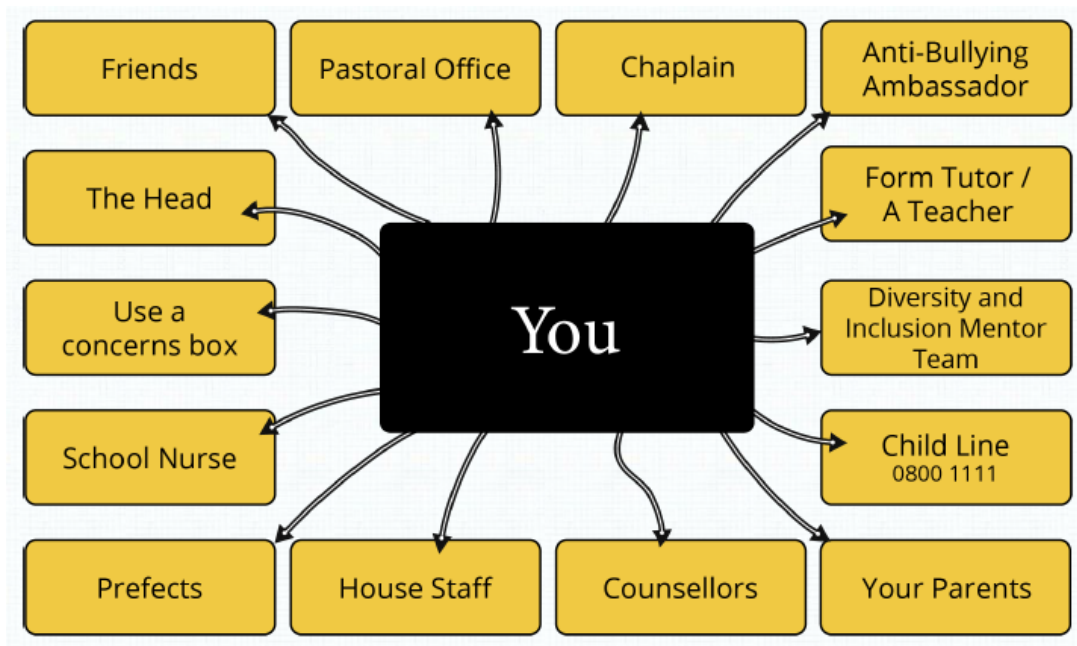 Friends
Pastoral Office
Chaplain
Anti-Bullying
Ambassador
The Head
Form Tutor /
A Teacher
Use a
concerns box
You
Diversity and
Inclusion Mentor
Team
School Nurse
Child Line
0800 1111
Prefects
House Staff
Counsellors
Your Parents